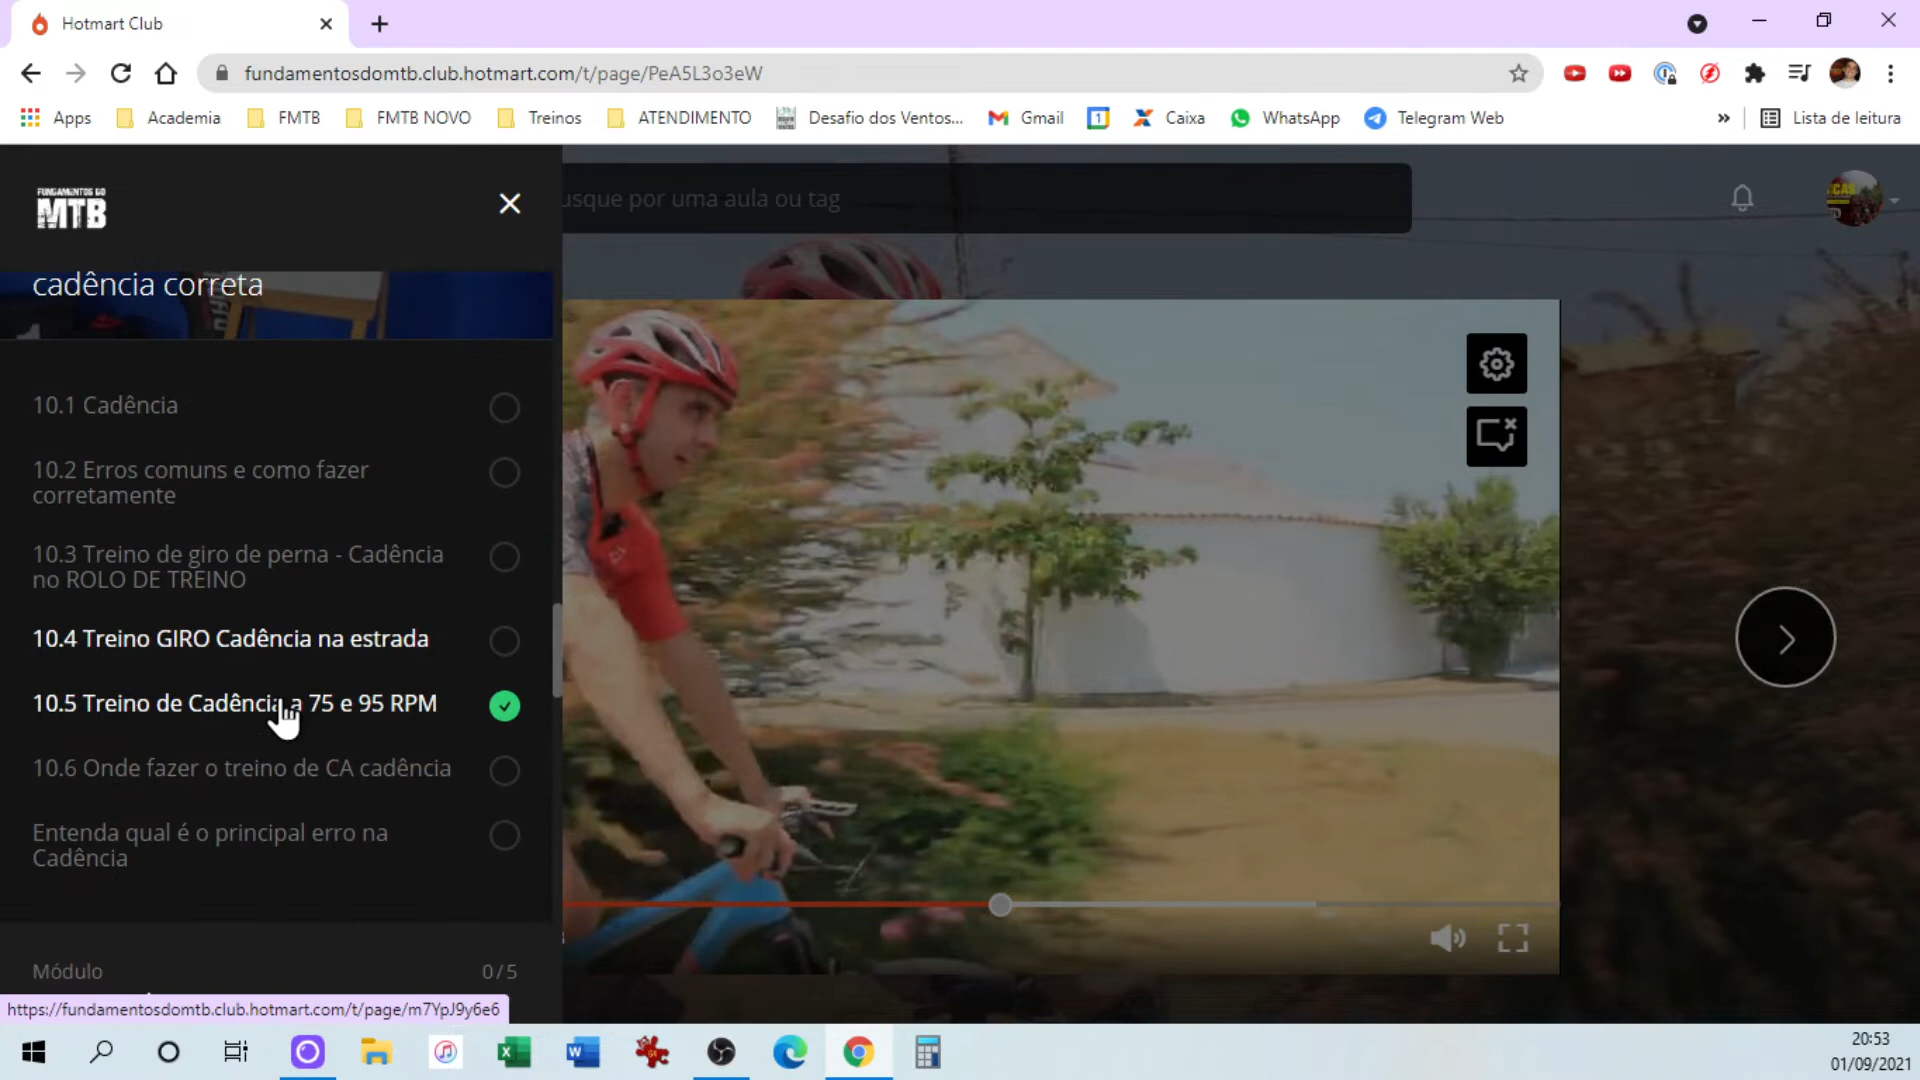 Hotmart Club
fundamentosdomtb.club.hotmart.com/t/page/PeA5L3o3eW
Apps Academia FMTB FMTB NOVO Treinos ATENDIMENTO Desafio dos Ventos... Gmail 1 Caixa WhatsApp Telegram Web » Lista de leitura
FUNDAMENTOS DO
MTB
usque por uma aula ou tag
cadência correta
10.1 Cadência
10.2 Erros comuns e como fazer
corretamente
10.3 Treino de giro de perna - Cadência
no ROLO DE TREINO
10.4 Treino GIRO Cadência na estrada
10.5 Treino de Cadência a 75 e 95 RPM
10.6 Onde fazer o treino de CA cadência
Entenda qual é o principal erro na
Cadência
Módulo 0/5
https://fundamentosdomtb.club.hotmart.com/t/page/m7YpJ9y6e6
20:53
01/09/2021